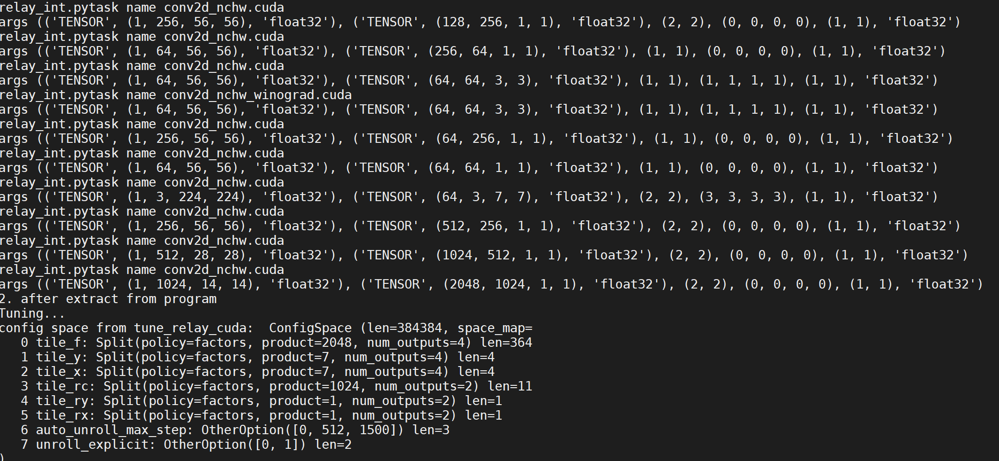 relay_int.pytask name conv2d_nchw.cuda
args (('TENSOR', (1, 256, 56, 56), 'float32'), ('TENSOR', (128, 256, 1, 1), 'float32'), (2, 2), (0, 0, 0, 0), (1, 1), 'float32')
relay_int.pytask name conv2d_nchw.cuda
args (('TENSOR', (1, 64, 56, 56), 'float32'), ('TENSOR', (256, 64, 1, 1), 'float32'), (1, 1), (0, 0, 0, 0), (1, 1), 'float32')
relay_int.pytask name conv2d_nchw.cuda
args (('TENSOR', (1, 64, 56, 56), 'float32'), ('TENSOR', (64, 64, 3, 3), 'float32'), (1, 1), (1, 1, 1, 1), (1, 1), 'float32')
relay_int.pytask name conv2d_nchw_winograd.cuda
args (('TENSOR', (1, 64, 56, 56), 'float32'), ('TENSOR', (64, 64, 3, 3), 'float32'), (1, 1), (1, 1, 1, 1), (1, 1), 'float32')
relay_int.pytask name conv2d_nchw.cuda
args (('TENSOR', (1, 256, 56, 56), 'float32'), ('TENSOR', (64, 256, 1, 1), 'float32'), (1, 1), (0, 0, 0, 0), (1, 1), 'float32')
relay_int.pytask name conv2d_nchw.cuda
args (('TENSOR', (1, 64, 56, 56), 'float32'), ('TENSOR', (64, 64, 1, 1), 'float32'), (1, 1), (0, 0, 0, 0), (1, 1), 'float32')
relay_int.pytask name conv2d_nchw.cuda
args (('TENSOR', (1, 3, 224, 224), 'float32'), ('TENSOR', (64, 3, 7, 7), 'float32'), (2, 2), (3, 3, 3, 3), (1, 1), 'float32')
relay_int.pytask name conv2d_nchw.cuda
args (('TENSOR', (1, 256, 56, 56), 'float32'), ('TENSOR', (512, 256, 1, 1), 'float32'), (2, 2), (0, 0, 0, 0), (1, 1), 'float32')
relay_int.pytask name conv2d_nchw.cuda
args (('TENSOR', (1, 512, 28, 28), 'float32'), ('TENSOR', (1024, 512, 1, 1), 'float32'), (2, 2), (0, 0, 0, 0), (1, 1), 'float32')
relay_int.pytask name conv2d_nchw.cuda
args (('TENSOR', (1, 1024, 14, 14), 'float32'), ('TENSOR', (2048, 1024, 1, 1), 'float32'), (2, 2), (0, 0, 0, 0), (1, 1), 'float32')
2. after extract from program
Tuning...
config space from tune_relay_cuda:  ConfigSpace (len=384384, space_map=
   0 tile_f: Split(policy=factors, product=2048, num_outputs=4) len=364
   1 tile_y: Split(policy=factors, product=7, num_outputs=4) len=4
   2 tile_x: Split(policy=factors, product=7, num_outputs=4) len=4
   3 tile_rc: Split(policy=factors, product=1024, num_outputs=2) len=11
   4 tile_ry: Split(policy=factors, product=1, num_outputs=2) len=1
   5 tile_rx: Split(policy=factors, product=1, num_outputs=2) len=1
   6 auto_unroll_max_step: OtherOption([0, 512, 1500]) len=3
   7 unroll_explicit: OtherOption([0, 1]) len=2
)